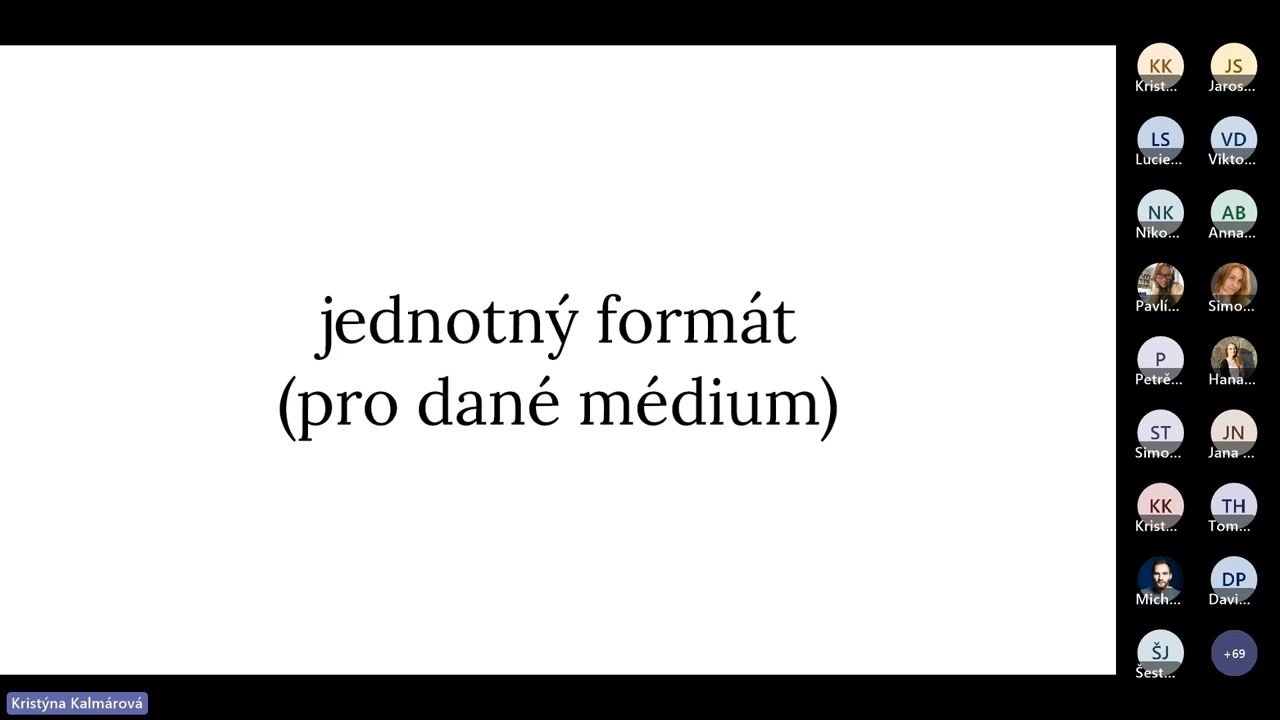 jednotný formát
(pro dané médium)
KK
Krist...
JS
Jaros...
LS
Lucie...
VD
Vikto...
NK
Niko...
AB
Anna...
Pavlí...
Simo...
P
Petrě...
Hana...
ST
Simo...
JN
Jana ...
KK
Krist...
TH
Tom...
Mich...
DP
Davi...
ŠJ
Šest...
+69
Kristýna Kalmárová